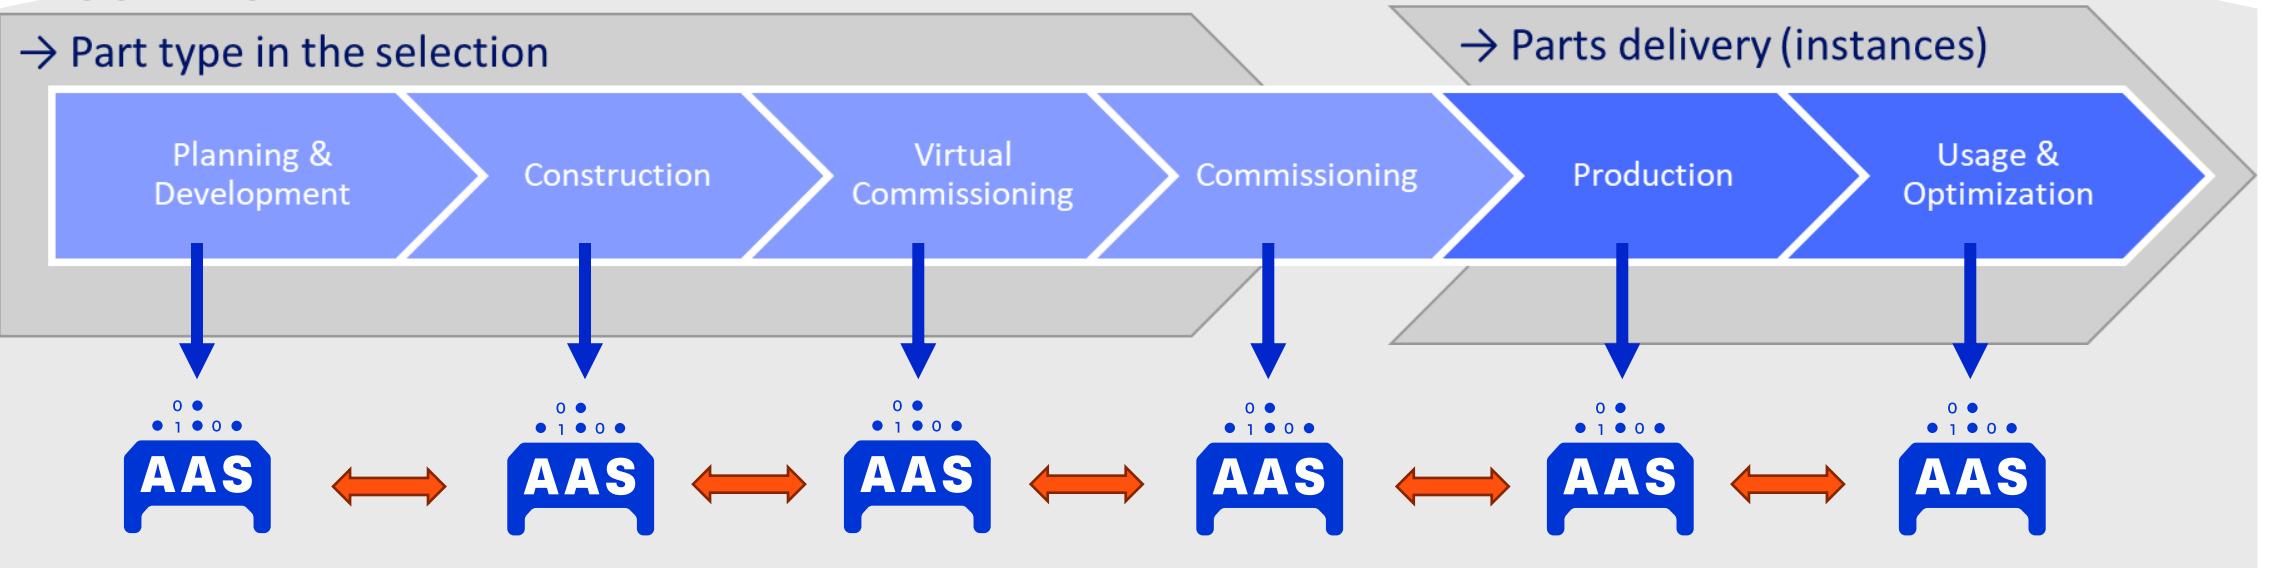 → Part type in the selection
→ Parts delivery (instances)
Planning &
Development
Construction
Virtual
Commissioning
Commissioning
Production
Usage &
Optimization
0
1 0
AAS
0
1 0
AAS
0
1 0
AAS
0
1 0
AAS
0
1 0
AAS
0
1 0
AAS